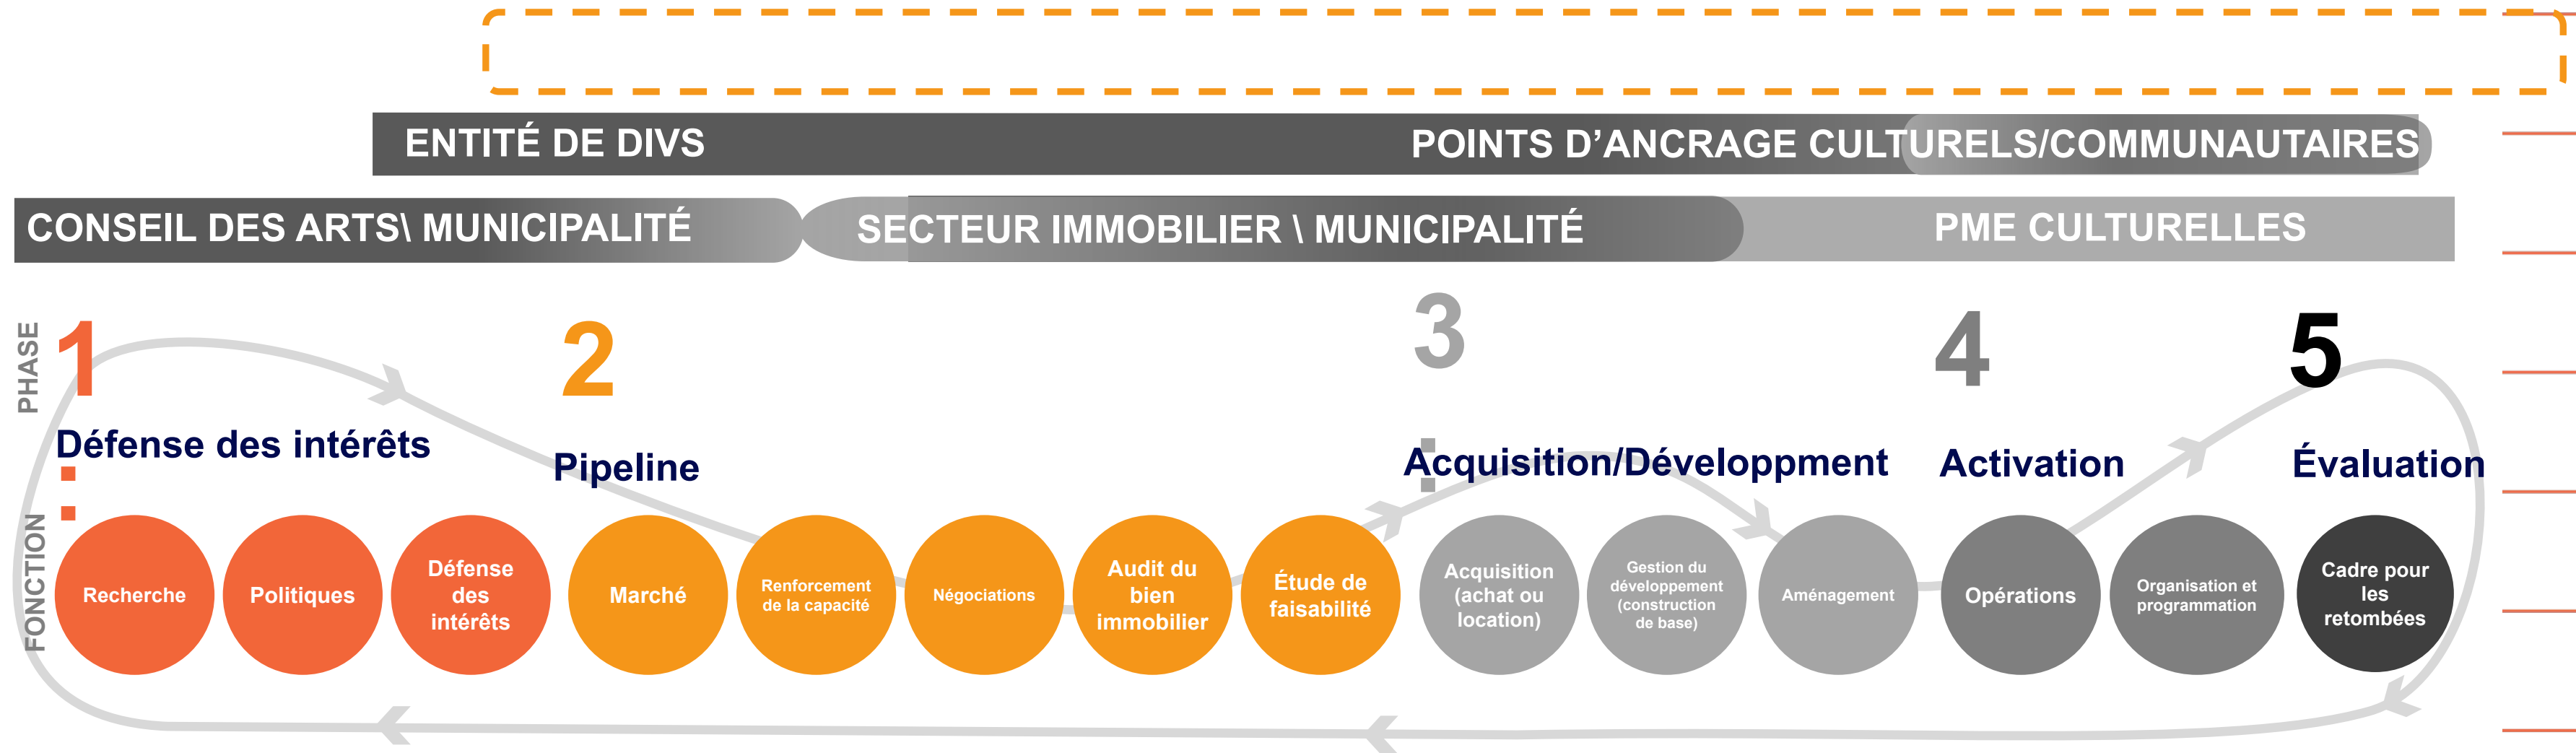 ENTITÉ DE DIVS
POINTS D’ANCRAGE CULTURELS/COMMUNAUTAIRES
CONSEIL DES ARTS\ MUNICIPALITÉ
SECTEUR IMMOBILIER \ MUNICIPALITÉ
PME CULTURELLES
PHASE
1
2
3
4
5
Défense des intérêts
Pipeline
Acquisition/Développment
Activation
Évaluation
FONCTION
Recherche
Politiques
Défense
des
intérêts
Marché
Renforcement
de la capacité
Négociations
Audit du
bien
immobilier
Étude de
faisabilité
Acquisition
(achat ou
location)
Gestion du
développement
(construction
de base)
Aménagement
Opérations
Organisation et
programmation
Cadre pour
les
retombées